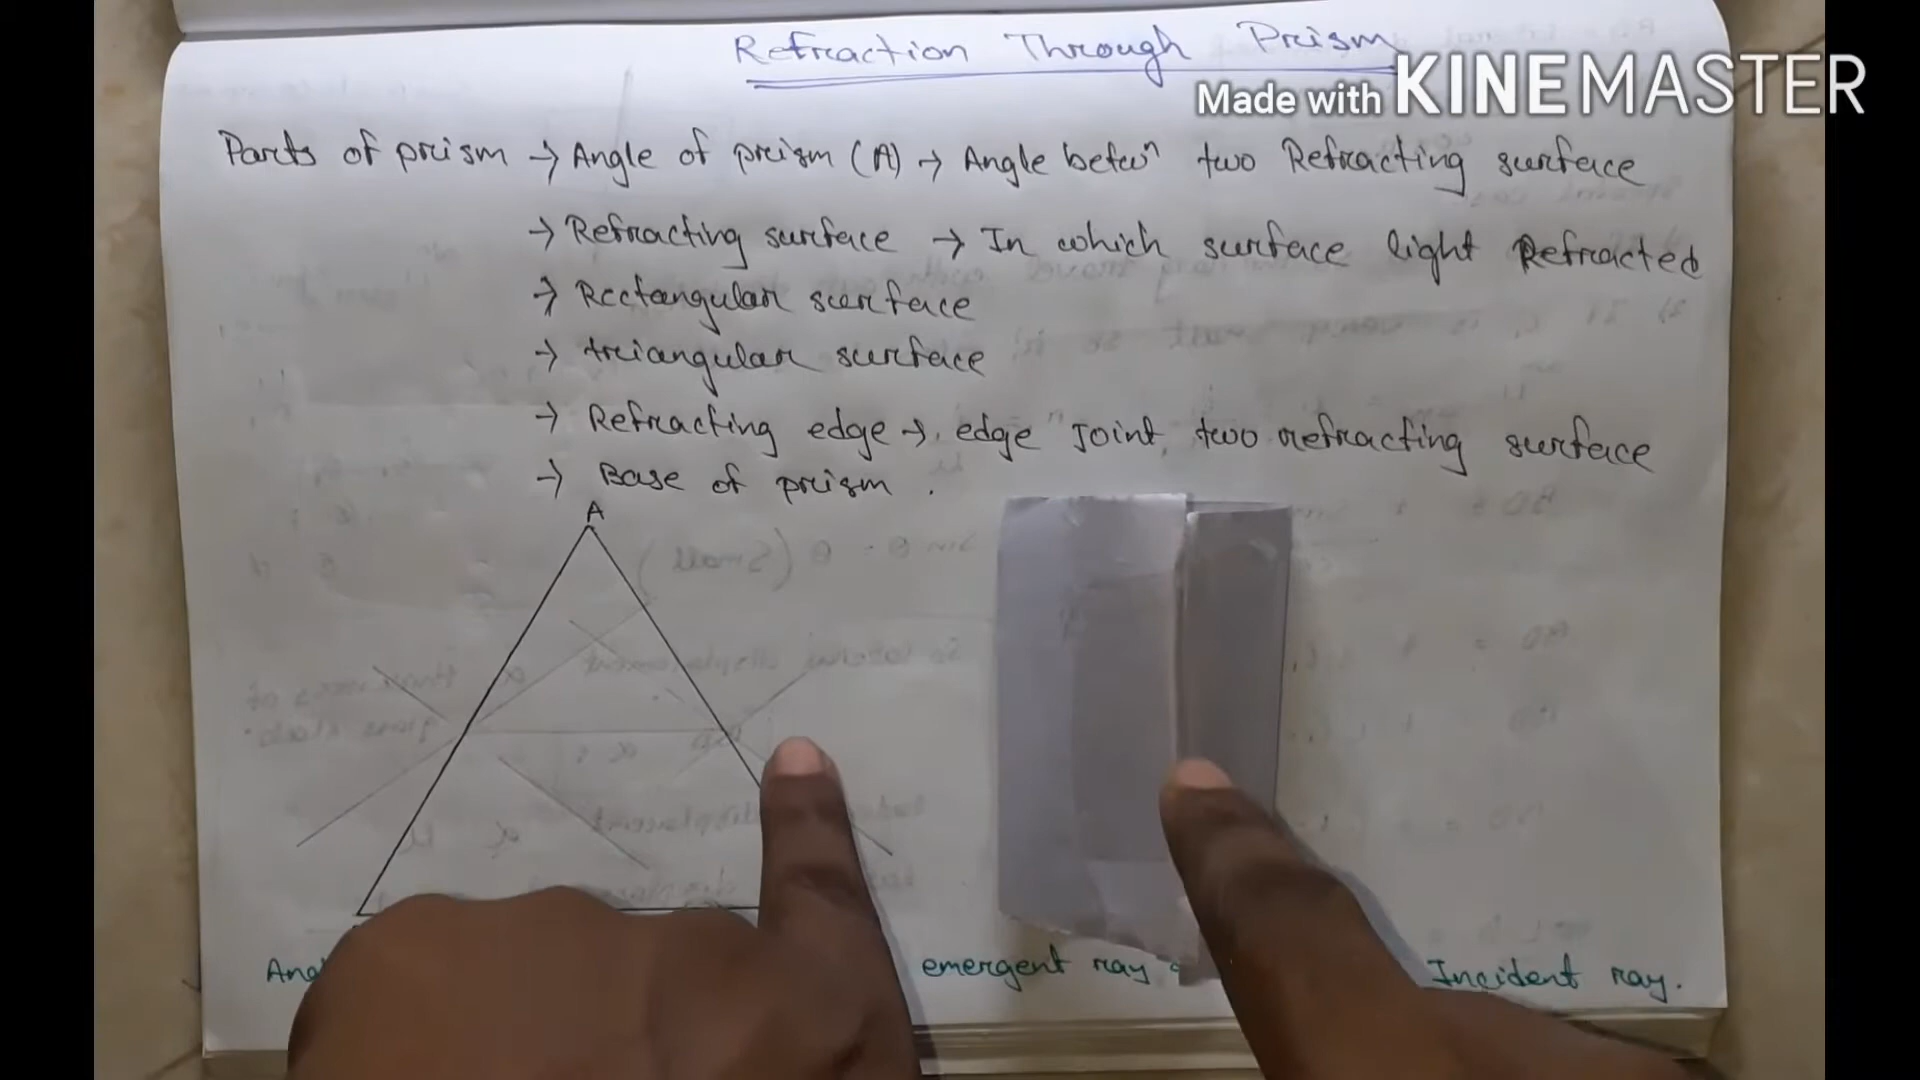 Refraction Through Prism
Made with KINEMASTER
Parts of prism → Angle of prism (A) → Angle betwⁿ two Refracting surface
→ Refracting surface → In which surface light Refracted
→ Rectangular surface
→ triangular surface
→ Refracting edge → edge Joint two refracting surface
→ Base of prism .
A
emergent ray Incident ray.